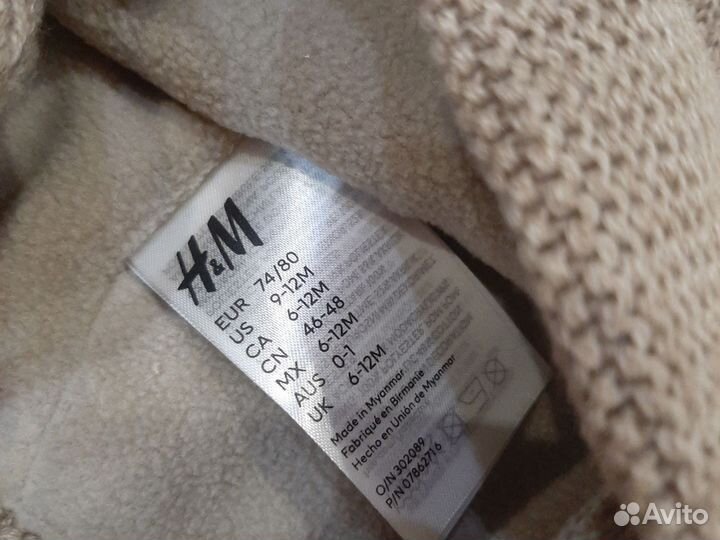 H&M
EUR 74/80
US 9-12M
CA 6-12M
CN 46-48
MX 6-12M
AUS 0-1
UK 6-12M
Made in Myanmar
Fabriqué en Birmanie
Hecho en Unión de Myanmar
O/N 302089
P/N 07862716
Avito